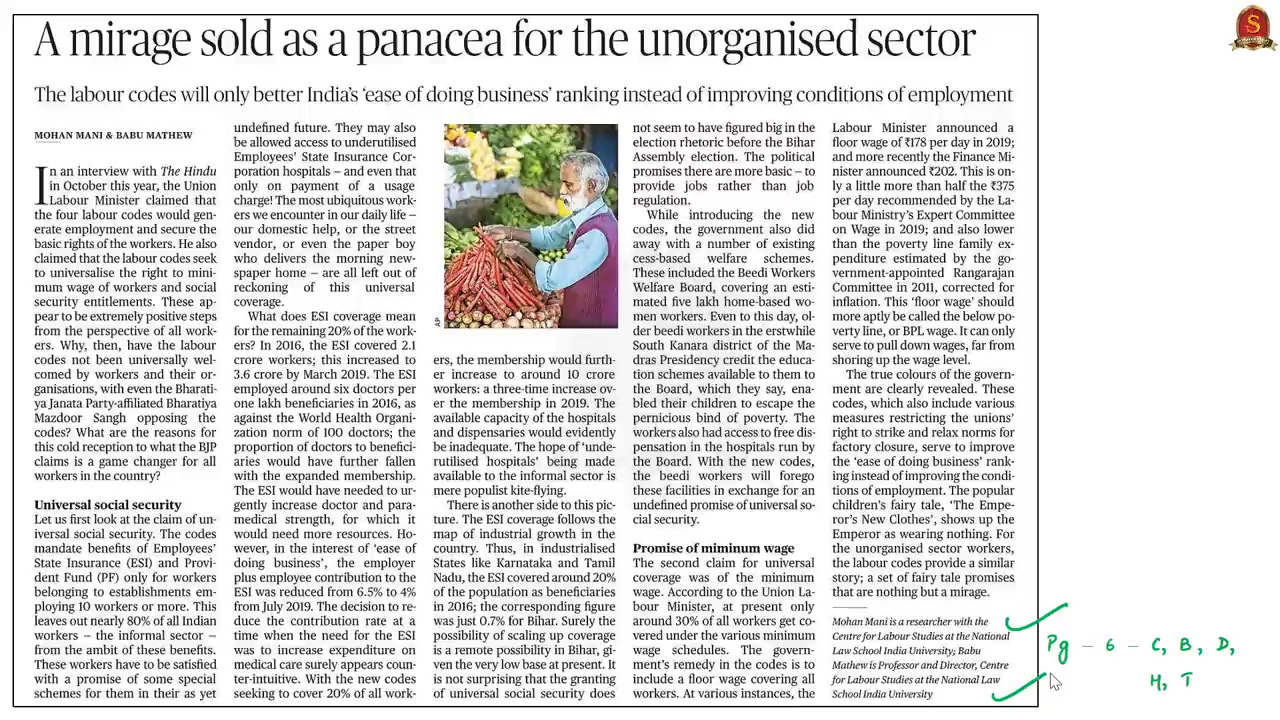 A mirage sold as a panacea for the unorganised sector
The labour codes will only better India's 'ease of doing business' ranking instead of improving conditions of employment
MOHAN MANI & BABU MATHEW
In an interview with The Hindu
in October this year, the Union
Labour Minister claimed that
the four labour codes would gen-
erate employment and secure the
basic rights of the workers. He also
claimed that the labour codes seek
to universalise the right to mini-
mum wage of workers and social
security entitlements. These ap-
pear to be extremely positive steps
from the perspective of all work-
ers. Why, then, have the labour
codes not been universally wel-
comed by workers and their or-
ganisations, with even the Bharati-
ya Janata Party-affiliated Bharatiya
Mazdoor Sangh opposing the
codes? What are the reasons for
this cold reception to what the BJP
claims is a game changer for all
workers in the country?
Universal social security
Let us first look at the claim of un-
iversal social security. The codes
mandate benefits of Employees'
State Insurance (ESI) and Provi-
dent Fund (PF) only for workers
belonging to establishments em-
ploying 10 workers or more. This
leaves out nearly 80% of all Indian
workers – the informal sector –
from the ambit of these benefits.
These workers have to be satisfied
with a promise of some special
schemes for them in their as yet
undefined future. They may also
be allowed access to underutilised
Employees' State Insurance Cor-
poration hospitals – and even that
only on payment of a usage
charge! The most ubiquitous work-
ers we encounter in our daily life –
our domestic help, or the street
vendor, or even the paper boy
who delivers the morning new-
spaper home – are all left out of
reckoning of this universal
coverage.
What does ESI coverage mean
for the remaining 20% of the work-
ers? In 2016, the ESI covered 2.1
crore workers; this increased to
3.6 crore by March 2019. The ESI
employed around six doctors per
one lakh beneficiaries in 2016, as
against the World Health Organi-
zation norm of 100 doctors; the
proportion of doctors to benefici-
aries would have further fallen
with the expanded membership.
The ESI would have needed to ur-
gently increase doctor and para-
medical strength, for which it
would need more resources. Ho-
wever, in the interest of 'ease of
doing business', the employer
plus employee contribution to the
ESI was reduced from 6.5% to 4%
from July 2019. The decision to re-
duce the contribution rate at a
time when the need for the ESI
was to increase expenditure on
medical care surely appears coun-
ter-intuitive. With the new codes
seeking to cover 20% of all work-
AP
ers, the membership would furth-
er increase to around 10 crore
workers: a three-time increase ov-
er the membership in 2019. The
available capacity of the hospitals
and dispensaries would evidently
be inadequate. The hope of 'unde-
rutilised hospitals' being made
available to the informal sector is
mere populist kite-flying.
There is another side to this pic-
ture. The ESI coverage follows the
map of industrial growth in the
country. Thus, in industrialised
States like Karnataka and Tamil
Nadu, the ESI covered around 20%
of the population as beneficiaries
in 2016; the corresponding figure
was just 0.7% for Bihar. Surely the
possibility of scaling up coverage
is a remote possibility in Bihar, gi-
ven the very low base at present. It
is not surprising that the granting
of universal social security does
not seem to have figured big in the
election rhetoric before the Bihar
Assembly election. The political
promises there are more basic – to
provide jobs rather than job
regulation.
While introducing the new
codes, the government also did
away with a number of existing
cess-based welfare schemes.
These included the Beedi Workers
Welfare Board, covering an esti-
mated five lakh home-based wo-
men workers. Even to this day, ol-
der beedi workers in the erstwhile
South Kanara district of the Ma-
dras Presidency credit the educa-
tion schemes available to them to
the Board, which they say, ena-
bled their children to escape the
pernicious bind of poverty. The
workers also had access to free dis-
pensation in the hospitals run by
the Board. With the new codes,
the beedi workers will forego
these facilities in exchange for an
undefined promise of universal so-
cial security.
Promise of miminum wage
The second claim for universal
coverage was of the minimum
wage. According to the Union La-
bour Minister, at present only
around 30% of all workers get co-
vered under the various minimum
wage schedules. The govern-
ment's remedy in the codes is to
include a floor wage covering all
workers. At various instances, the
Labour Minister announced a
floor wage of ₹178 per day in 2019;
and more recently the Finance Mi-
nister announced ₹202. This is on-
ly a little more than half the ₹375
per day recommended by the La-
bour Ministry's Expert Committee
on Wage in 2019; and also lower
than the poverty line family ex-
penditure estimated by the go-
vernment-appointed Rangarajan
Committee in 2011, corrected for
inflation. This 'floor wage' should
more aptly be called the below po-
verty line, or BPL wage. It can only
serve to pull down wages, far from
shoring up the wage level.
The true colours of the govern-
ment are clearly revealed. These
codes, which also include various
measures restricting the unions'
right to strike and relax norms for
factory closure, serve to improve
the 'ease of doing business' rank-
ing instead of improving the condi-
tions of employment. The popular
children's fairy tale, 'The Empe-
ror's New Clothes', shows up the
Emperor as wearing nothing. For
the unorganised sector workers,
the labour codes provide a similar
story; a set of fairy tale promises
that are nothing but a mirage.
Mohan Mani is a researcher with the
Centre for Labour Studies at the National
Law School India University; Babu
Mathew is Professor and Director, Centre
for Labour Studies at the National Law
School India University
Pg – 6 – C, B, D,
H, T
S